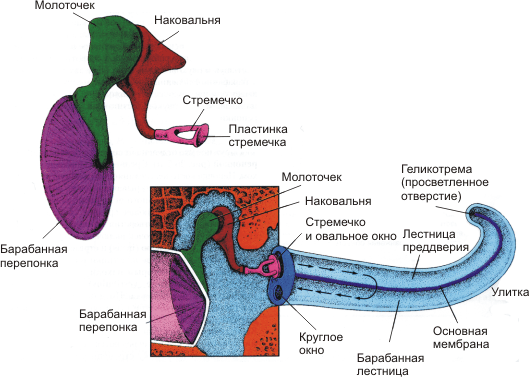 Молоточек
Наковальня
Стремечко
Пластинка
стремечка
Барабанная
перепонка
Молоточек
Наковальня
Стремечко
и овальное окно
Геликотрема
(просветленное
отверстие)
Лестница
преддверия
Улитка
Барабанная
перепонка
Круглое
окно
Основная
мембрана
Барабанная
лестница